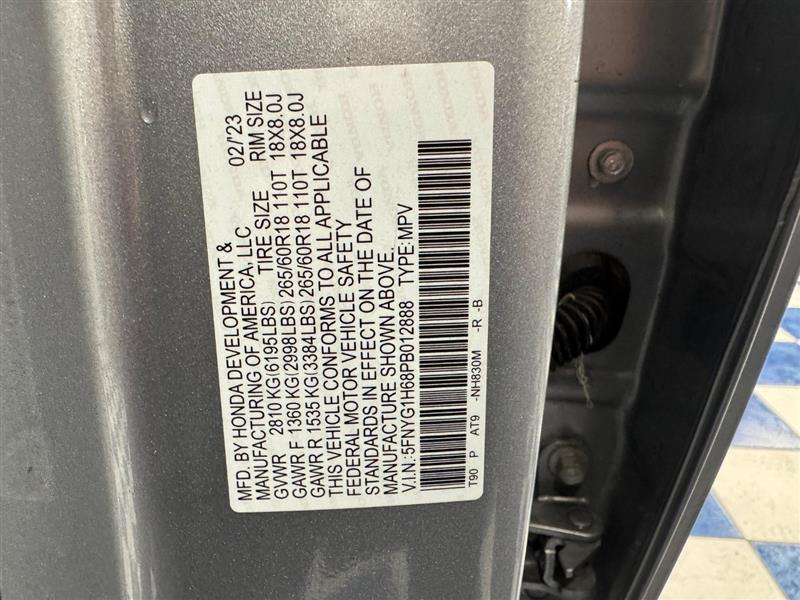 MFD. BY HONDA DEVELOPMENT &
MANUFACTURING OF AMERICA, LLC 02/'23
GVWR 2810 KG(6195LBS) TIRE SIZE RIM SIZE
GAWR F 1360 KG(2998LBS) 265/60R18 110T 18X8.0J
GAWR R 1535 KG(3384LBS) 265/60R18 110T 18X8.0J
THIS VEHICLE CONFORMS TO ALL APPLICABLE
FEDERAL MOTOR VEHICLE SAFETY
STANDARDS IN EFFECT ON THE DATE OF
MANUFACTURE SHOWN ABOVE.
V.I.N.:5FNYG1H68PB012888 TYPE:MPV
T90 P AT9 -NH830M -R -B